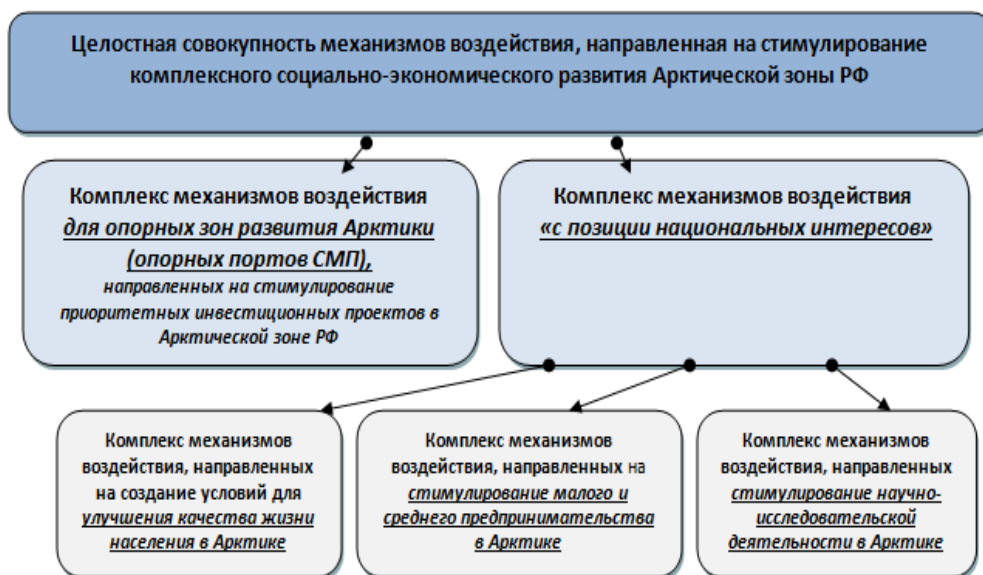 Целостная совокупность механизмов воздействия, направленная на стимулирование
комплексного социально-экономического развития Арктической зоны РФ
Комплекс механизмов воздействия
для опорных зон развития Арктики
(опорных портов СМП),
направленных на стимулирование
приоритетных инвестиционных проектов в
Арктической зоне РФ
Комплекс механизмов воздействия
«с позиции национальных интересов»
Комплекс механизмов
воздействия, направленных
на создание условий для
улучшения качества жизни
населения в Арктике
Комплекс механизмов
воздействия, направленных на
стимулирование малого и
среднего предпринимательства
в Арктике
Комплекс механизмов
воздействия, направленных
стимулирование научно-
исследовательской
деятельности в Арктике